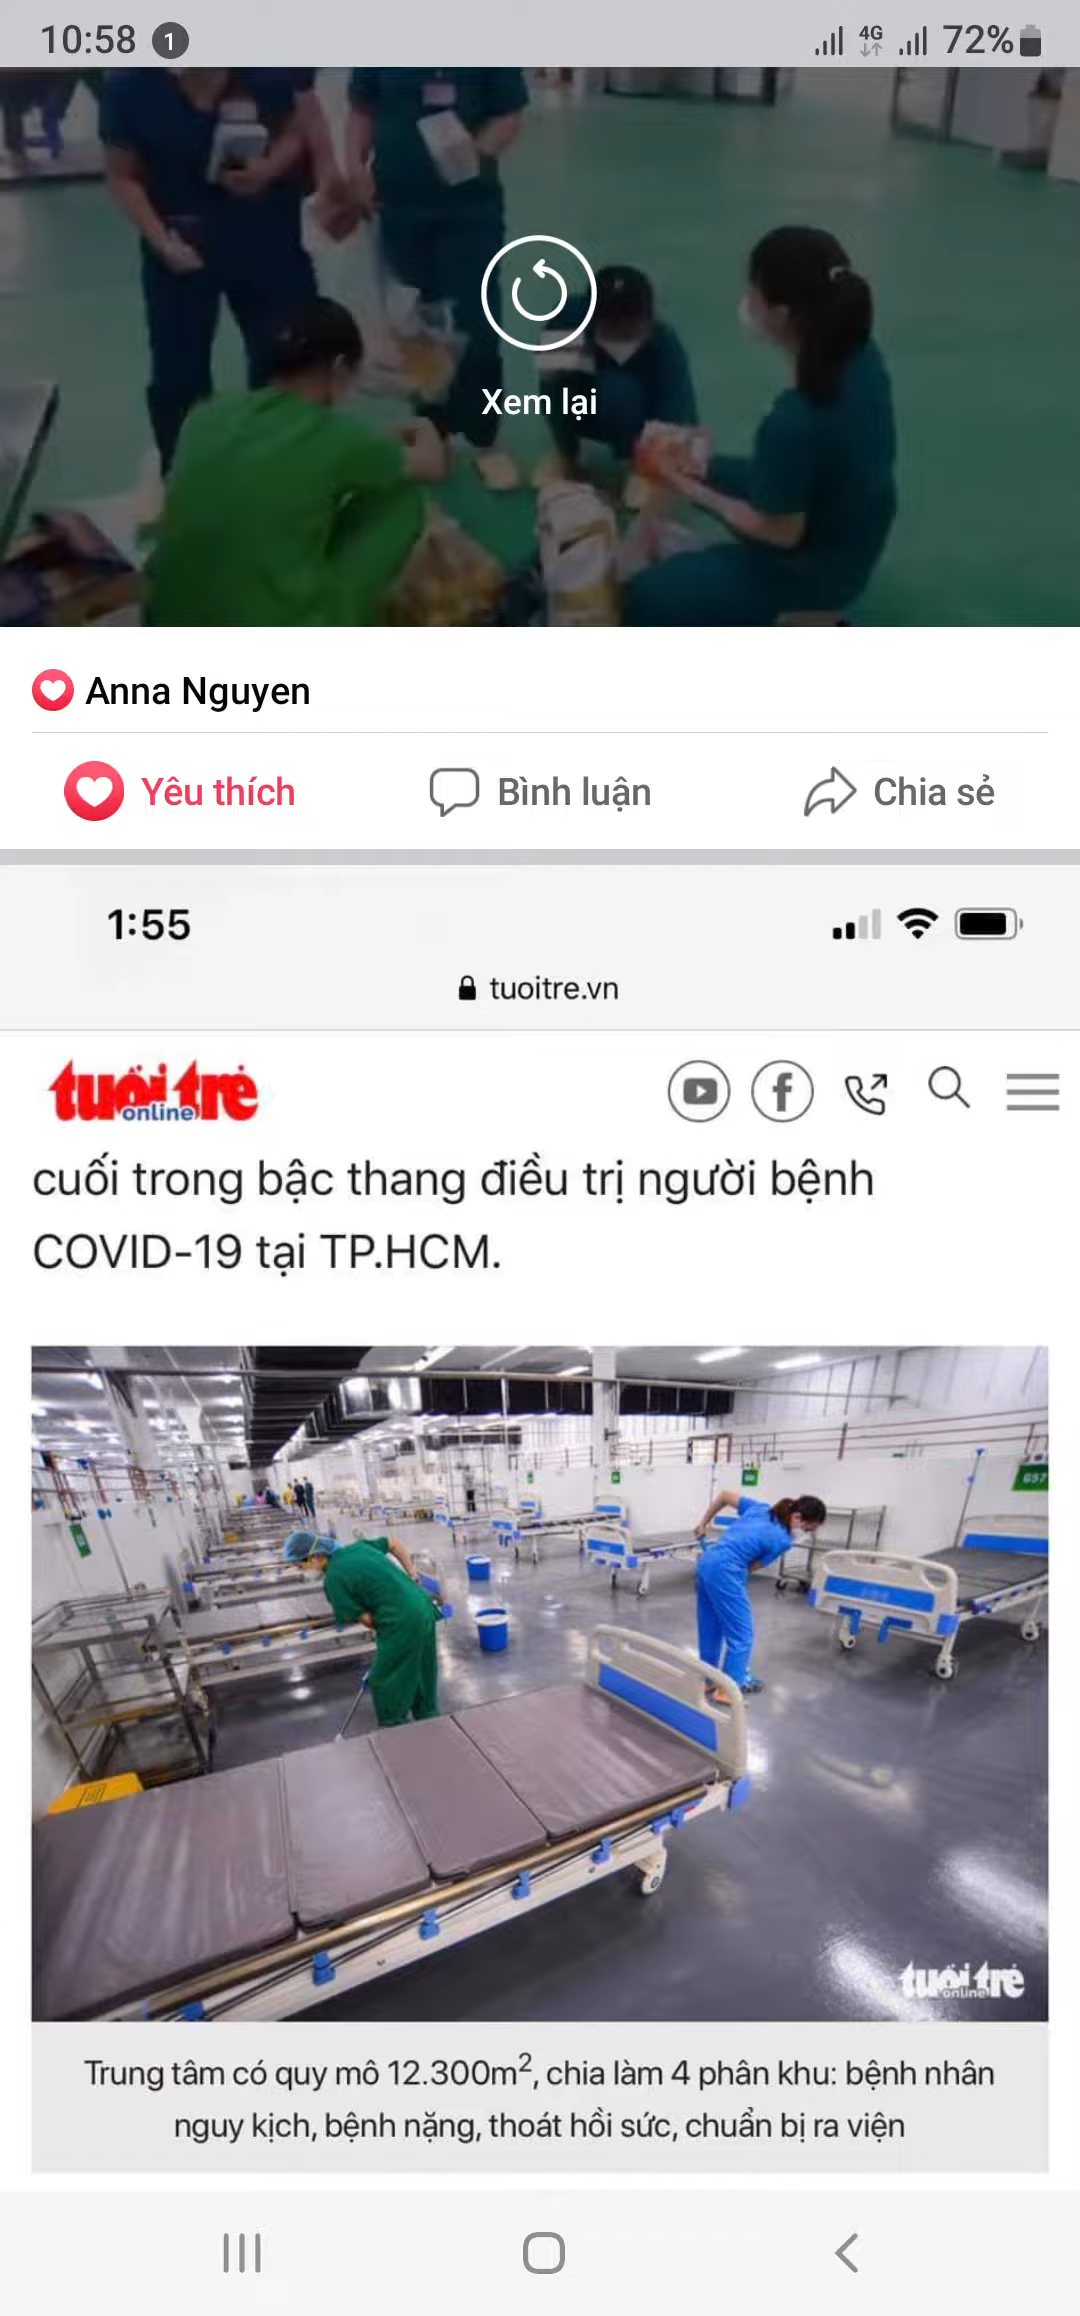 10:58 1 4G 72%
Xem lại
Anna Nguyen
Yêu thích Bình luận Chia sẻ
1:55
tuoitre.vn
tuổi trẻ
online
cuối trong bậc thang điều trị người bệnh
COVID-19 tại TP.HCM.
G57
tuổi trẻ
online
Trung tâm có quy mô 12.300m², chia làm 4 phân khu: bệnh nhân
nguy kịch, bệnh nặng, thoát hồi sức, chuẩn bị ra viện